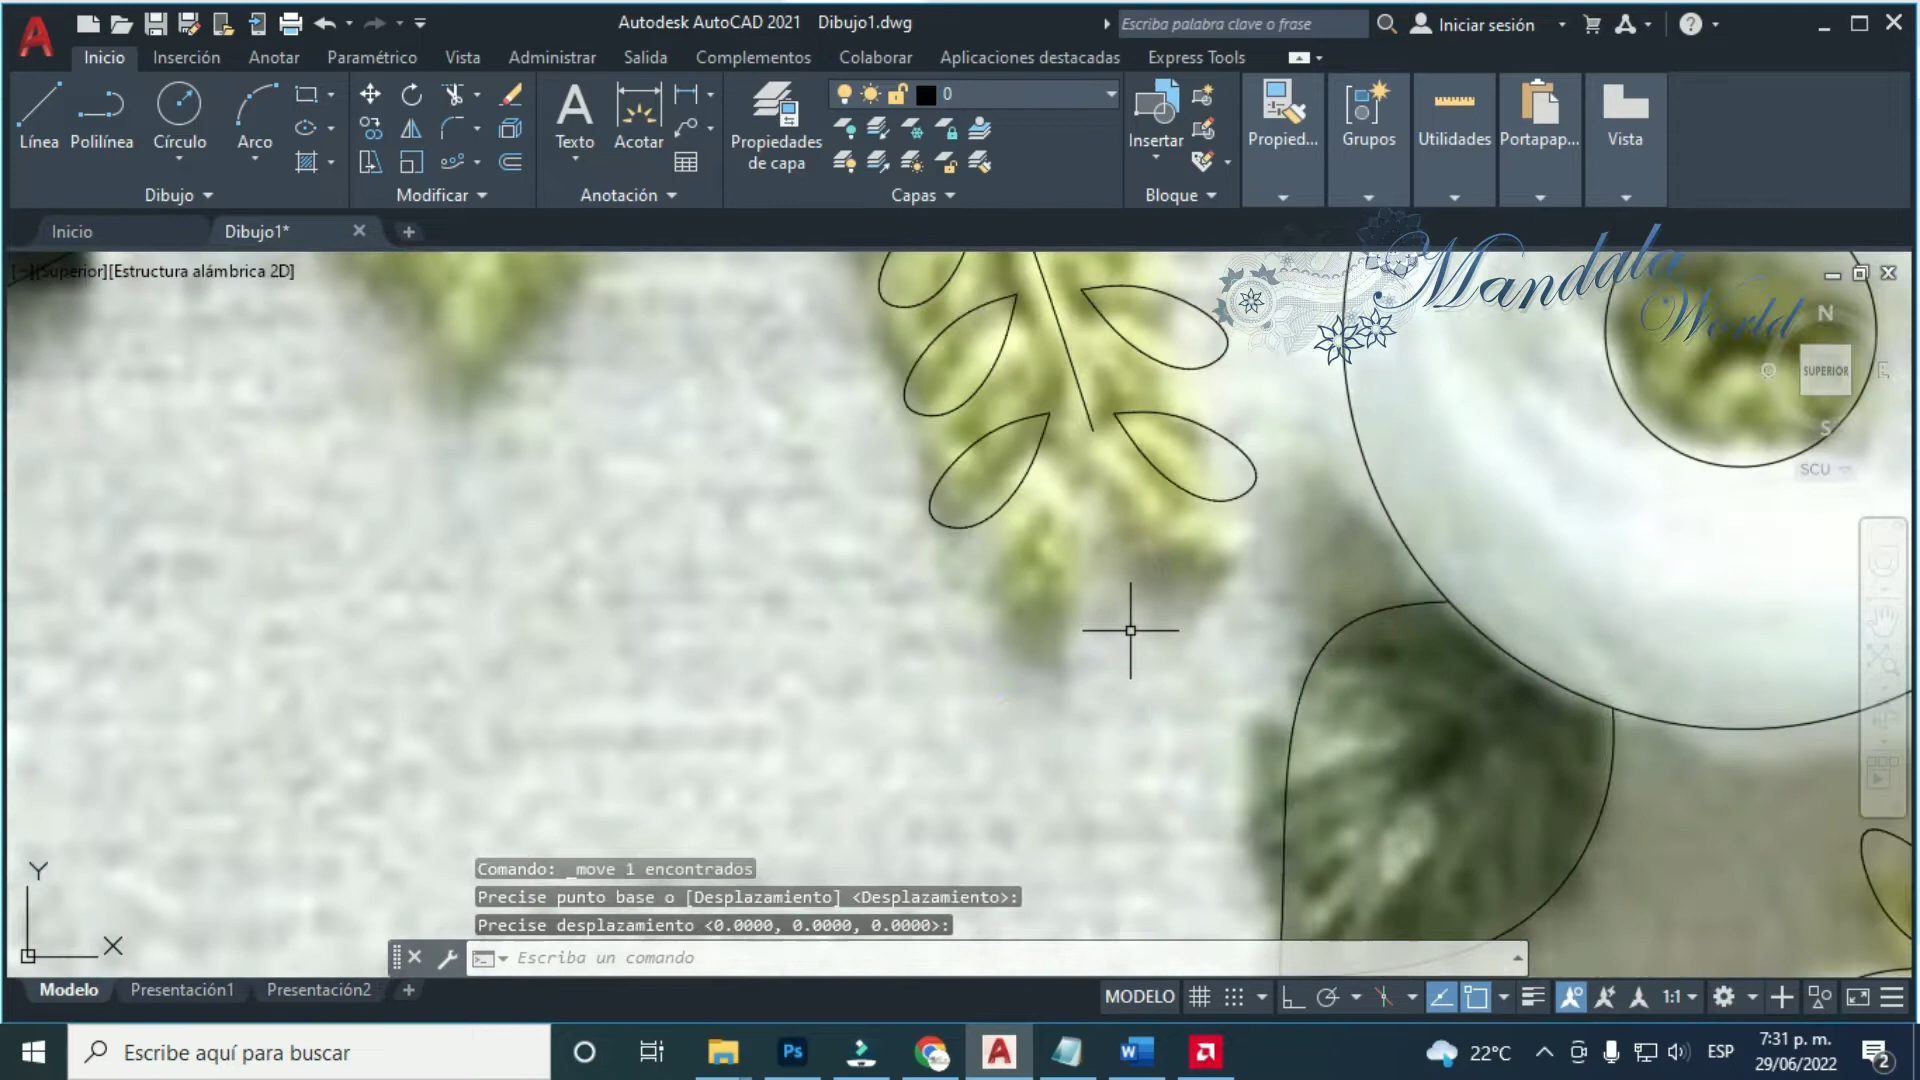 Autodesk AutoCAD 2021 Dibujo1.dwg
Escriba palabra clave o frase
Iniciar sesión
Inicio Inserción Anotar Paramétrico Vista Administrar Salida Complementos Colaborar Aplicaciones destacadas Express Tools
Línea Polilínea Círculo Arco
Texto Acotar
Propiedades de capa
0
Insertar
Propied... Grupos Utilidades Portapap... Vista
Dibujo Modificar Anotación Capas Bloque
Inicio Dibujo1*
[-][Superior][Estructura alámbrica 2D]
Mandala
World
N
O SUPERIOR E
S
SCU
Y
X
Comando: _move 1 encontrados
Precise punto base o [Desplazamiento] <Desplazamiento>:
Precise desplazamiento <0.0000, 0.0000, 0.0000>:
Escriba un comando
Modelo Presentación1 Presentación2
MODELO 1:1
Escribe aquí para buscar
Ps
22°C
ESP
7:31 p. m.
29/06/2022
2